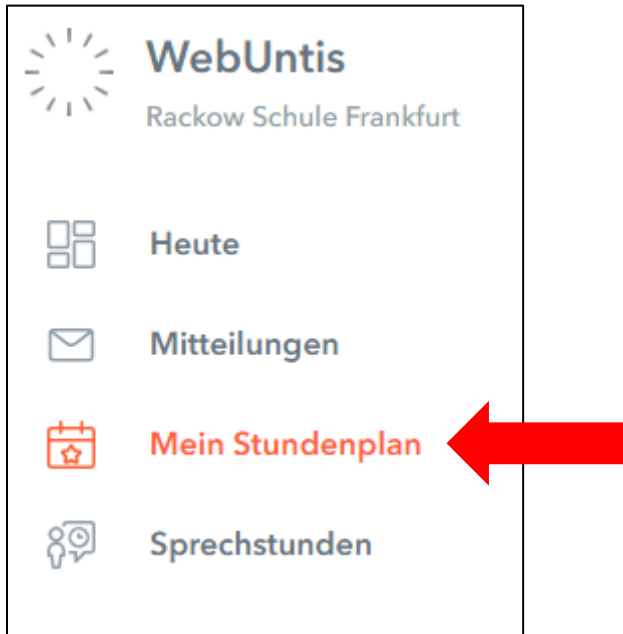 WebUntis
Rackow Schule Frankfurt
Heute
Mitteilungen
Mein Stundenplan
Sprechstunden